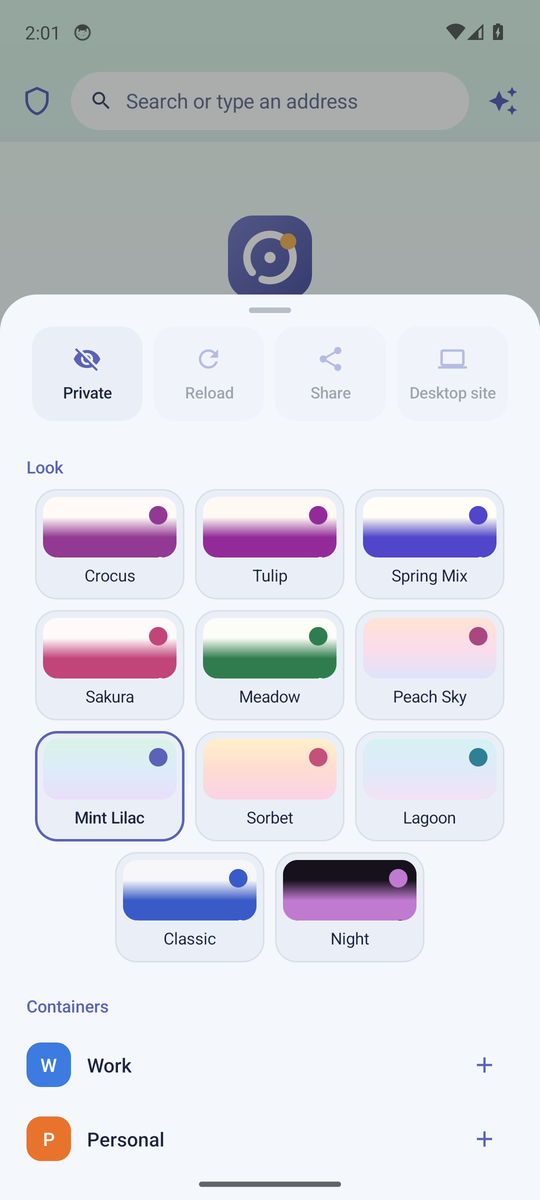 2:01
Search or type an address
Private
Reload
Share
Desktop site
Look
Crocus
Tulip
Spring Mix
Sakura
Meadow
Peach Sky
Mint Lilac
Sorbet
Lagoon
Classic
Night
Containers
W
Work
P
Personal